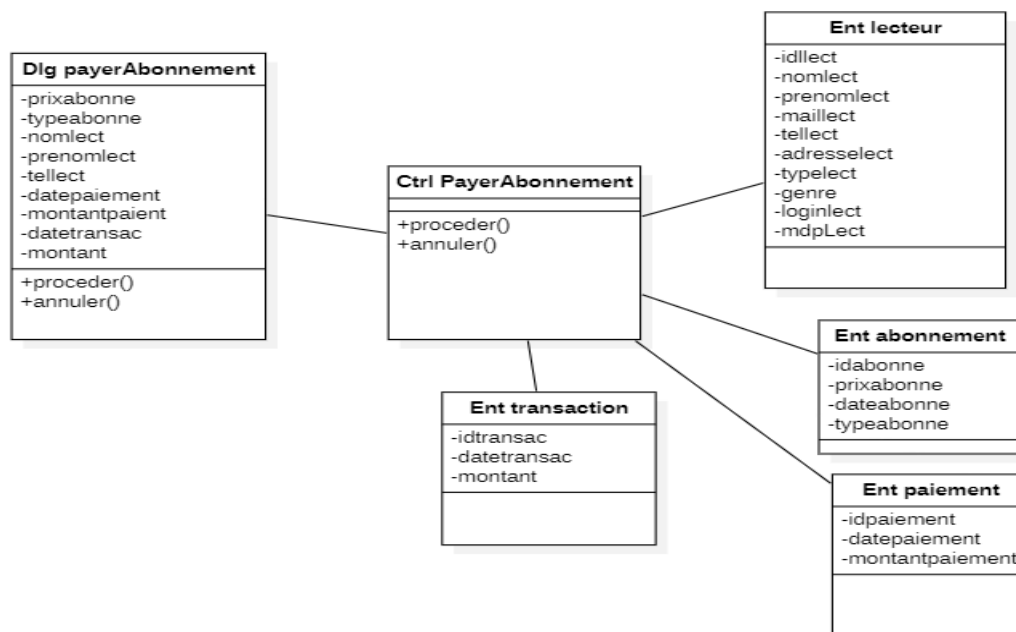 Dlg payerAbonnement
-prixabonne
-typeabonne
-nomlect
-prenomlect
-tellect
-datepaiement
-montantpaient
-datetransac
-montant
+proceder()
+annuler()
Ctrl PayerAbonnement
+proceder()
+annuler()
Ent lecteur
-idllect
-nomlect
-prenomlect
-maillect
-tellect
-adresselect
-typelect
-genre
-loginlect
-mdpLect
Ent abonnement
-idabonne
-prixabonne
-dateabonne
-typeabonne
Ent transaction
-idtransac
-datetransac
-montant
Ent paiement
-idpaiement
-datepaiement
-montantpaiement